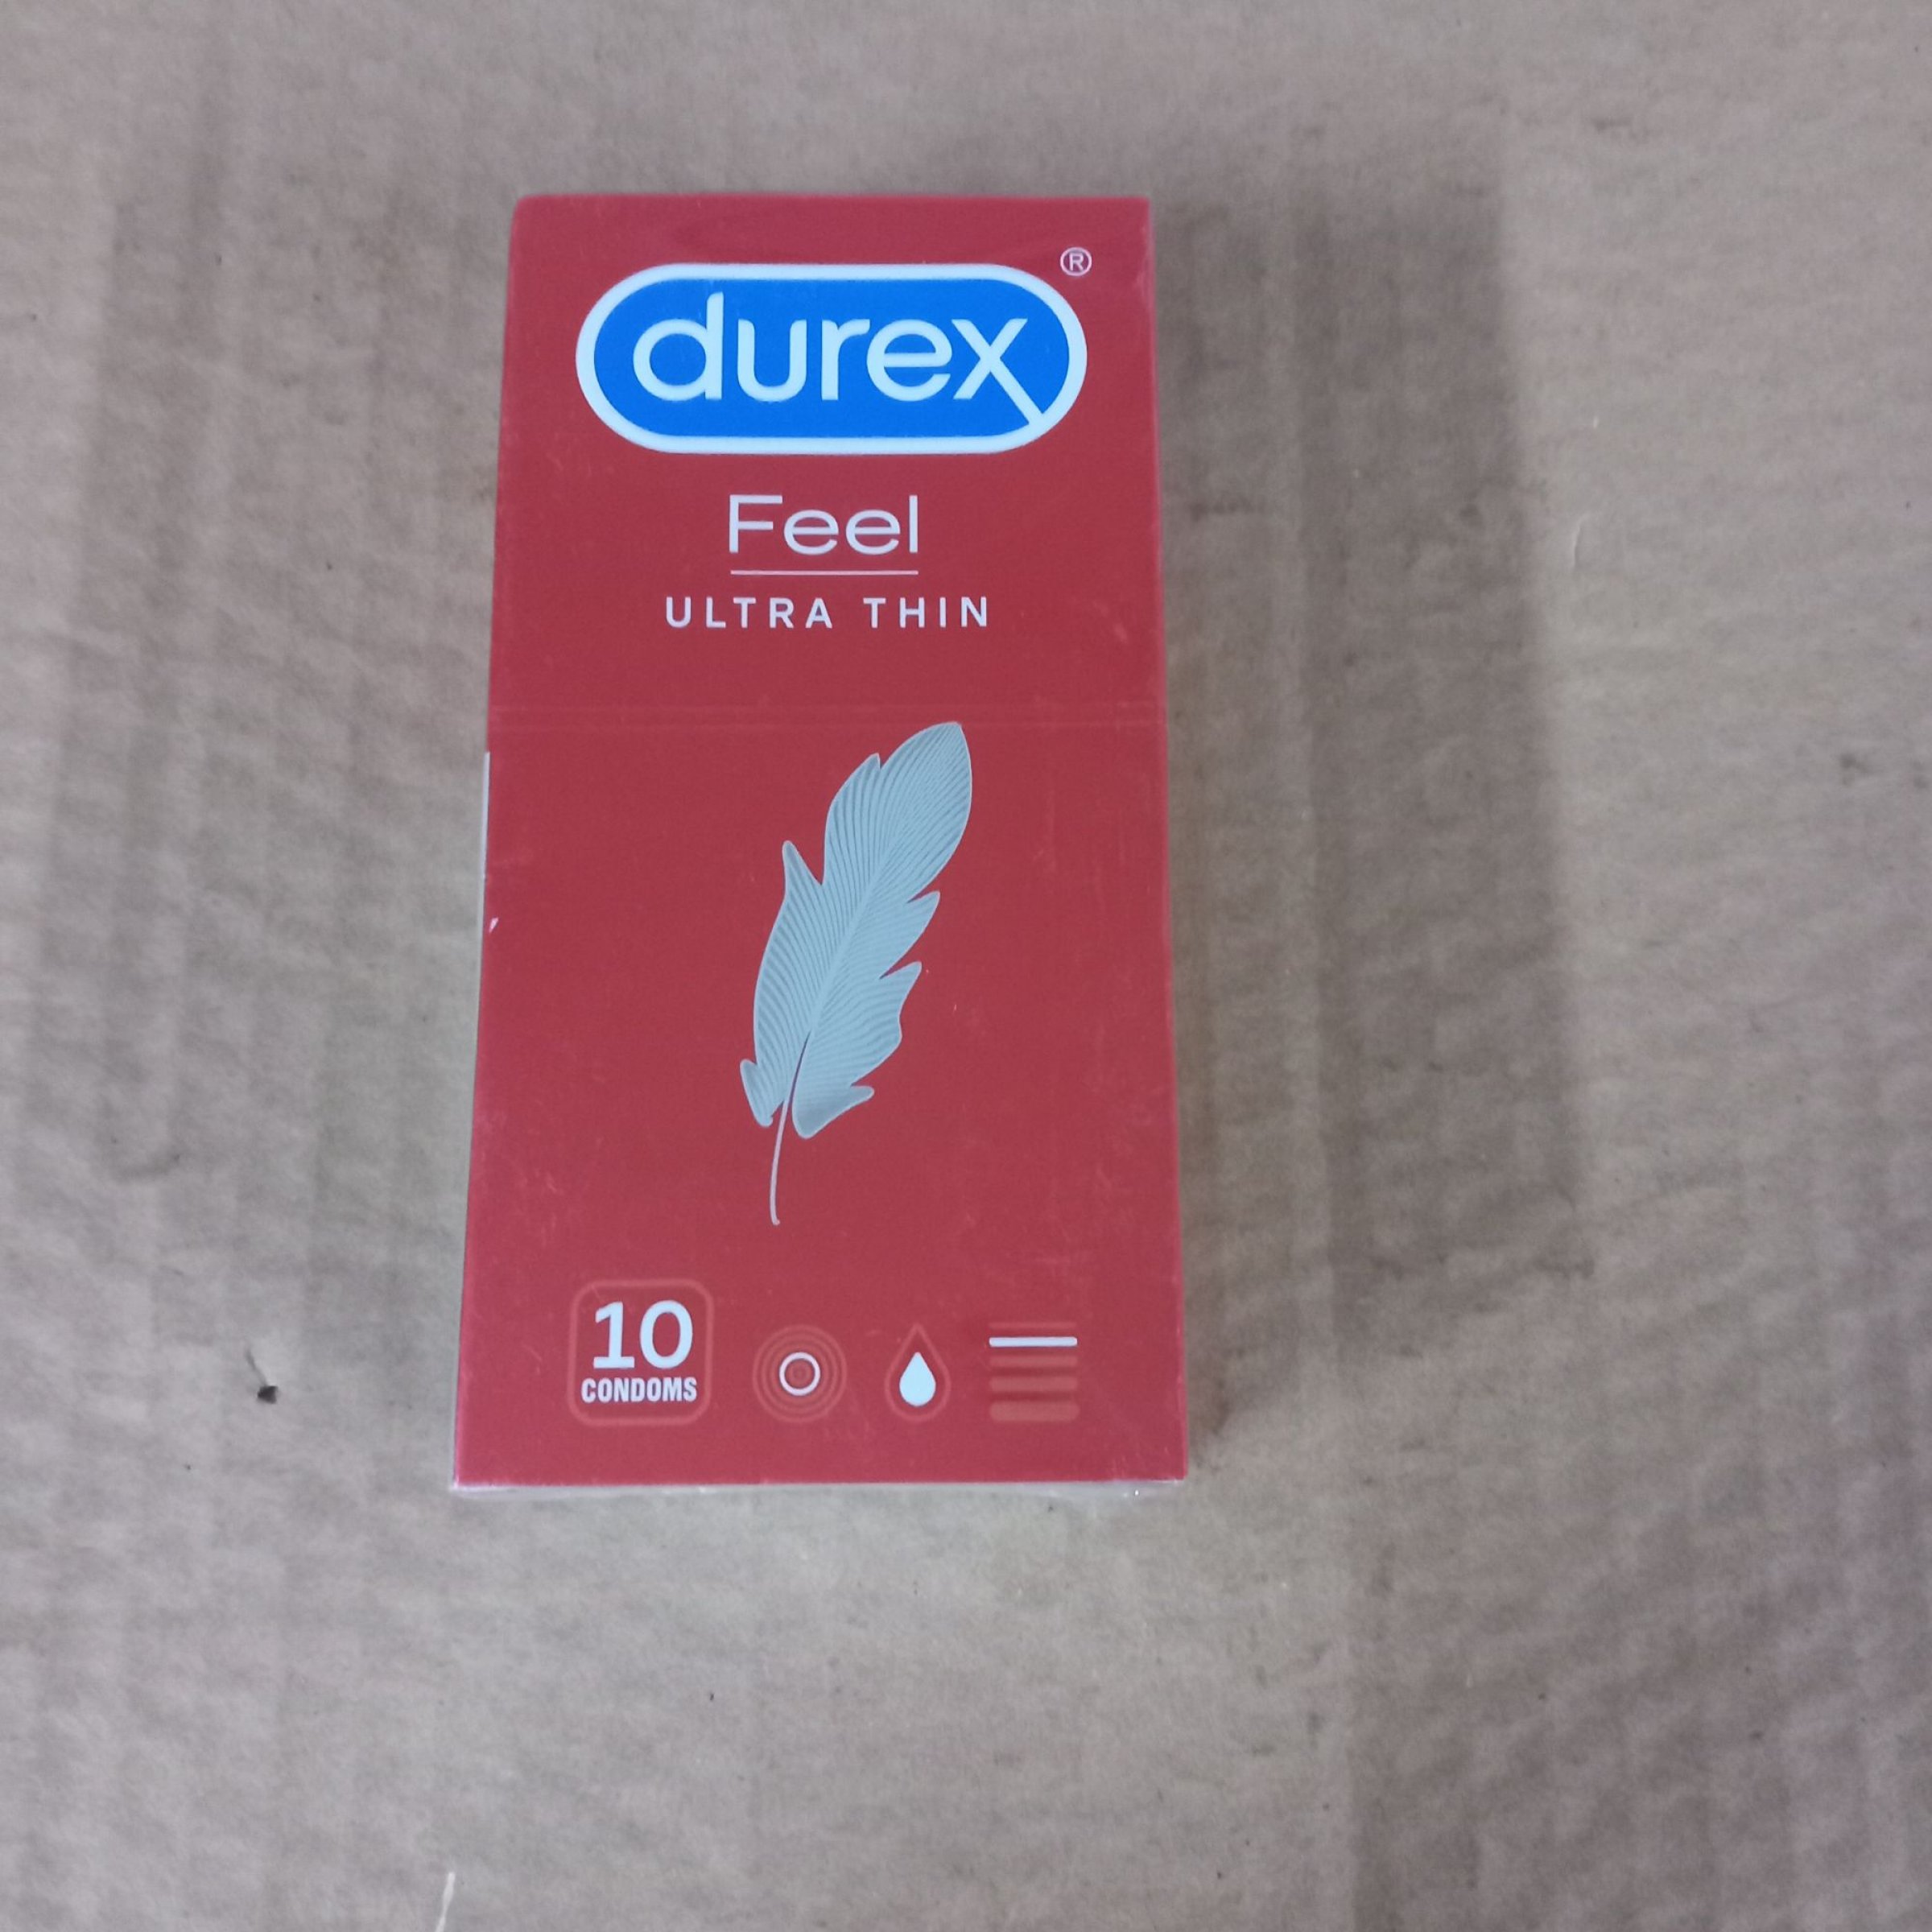 durex®
Feel
ULTRA THIN
10
CONDOMS